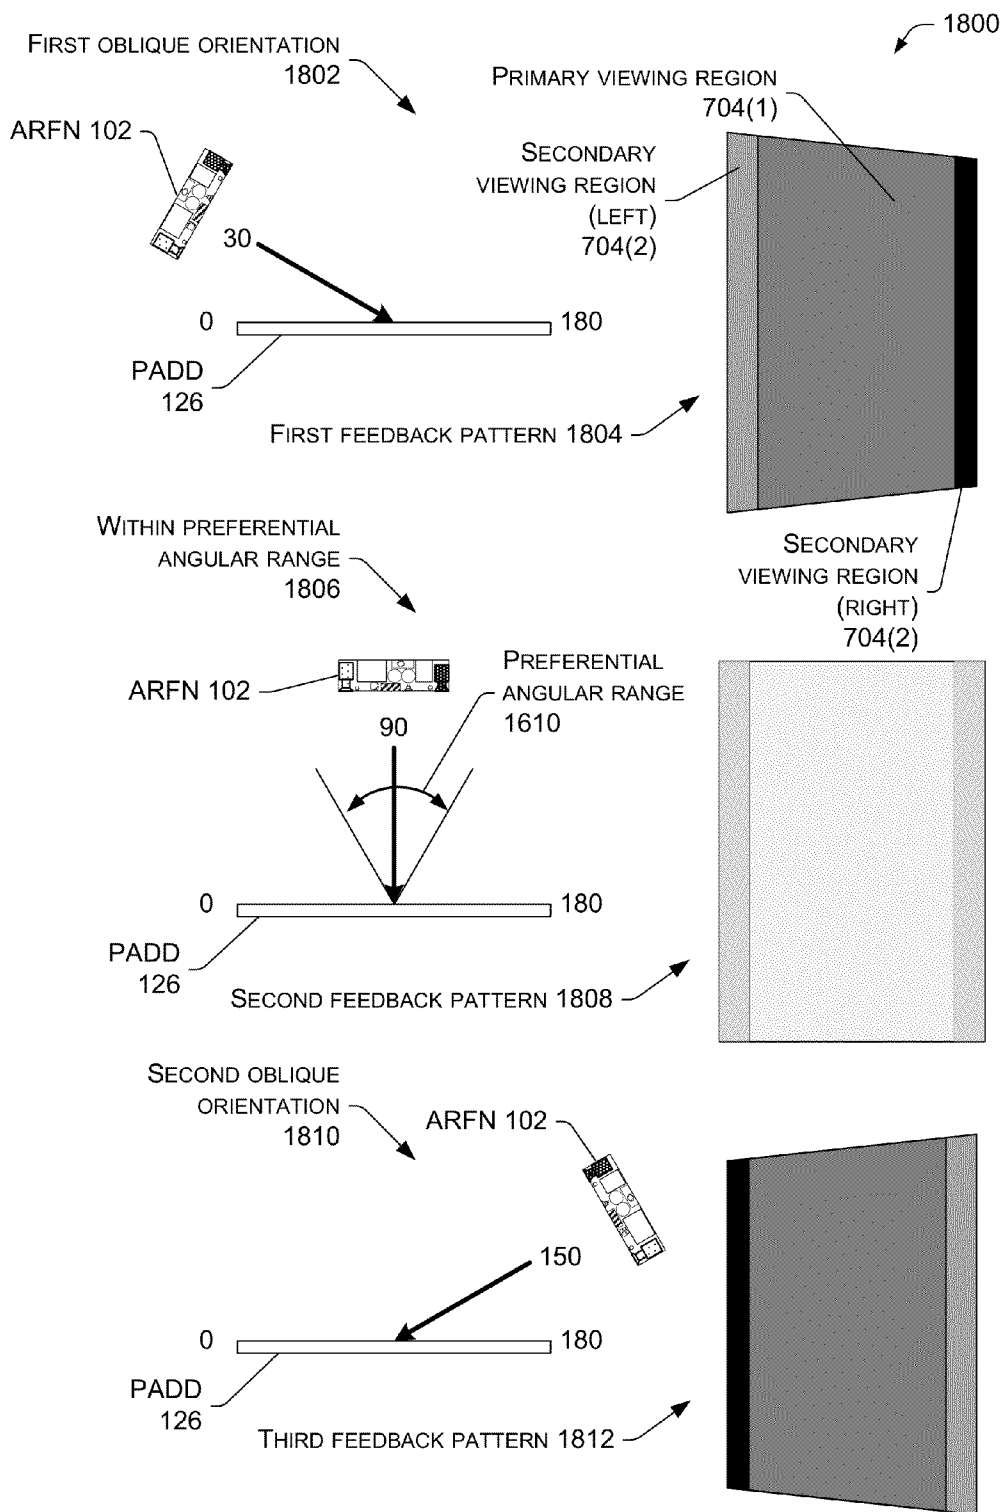 1800
FIRST OBLIQUE ORIENTATION
1802
PRIMARY VIEWING REGION
704(1)
ARFN 102
SECONDARY
VIEWING REGION
(LEFT)
704(2)
30
0
180
PADD
126
FIRST FEEDBACK PATTERN 1804
WITHIN PREFERENTIAL
ANGULAR RANGE
1806
SECONDARY
VIEWING REGION
(RIGHT)
704(2)
ARFN 102
PREFERENTIAL
ANGULAR RANGE
1610
90
0
180
PADD
126
SECOND FEEDBACK PATTERN 1808
SECOND OBLIQUE
ORIENTATION
1810
ARFN 102
150
0
180
PADD
126
THIRD FEEDBACK PATTERN 1812